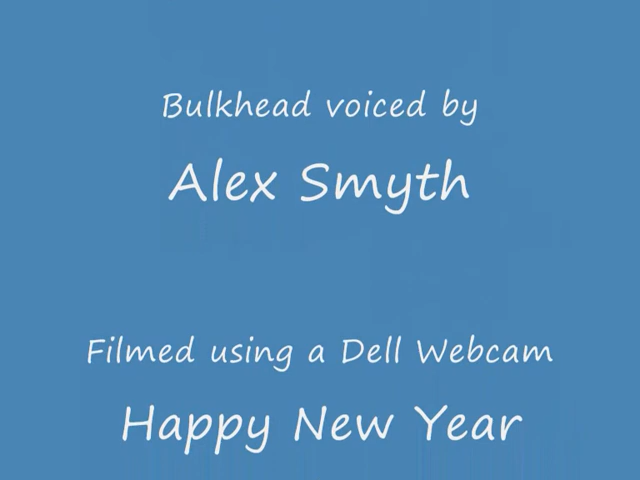 Bulkhead voiced by
Alex Smyth
Filmed using a Dell Webcam
Happy New Year